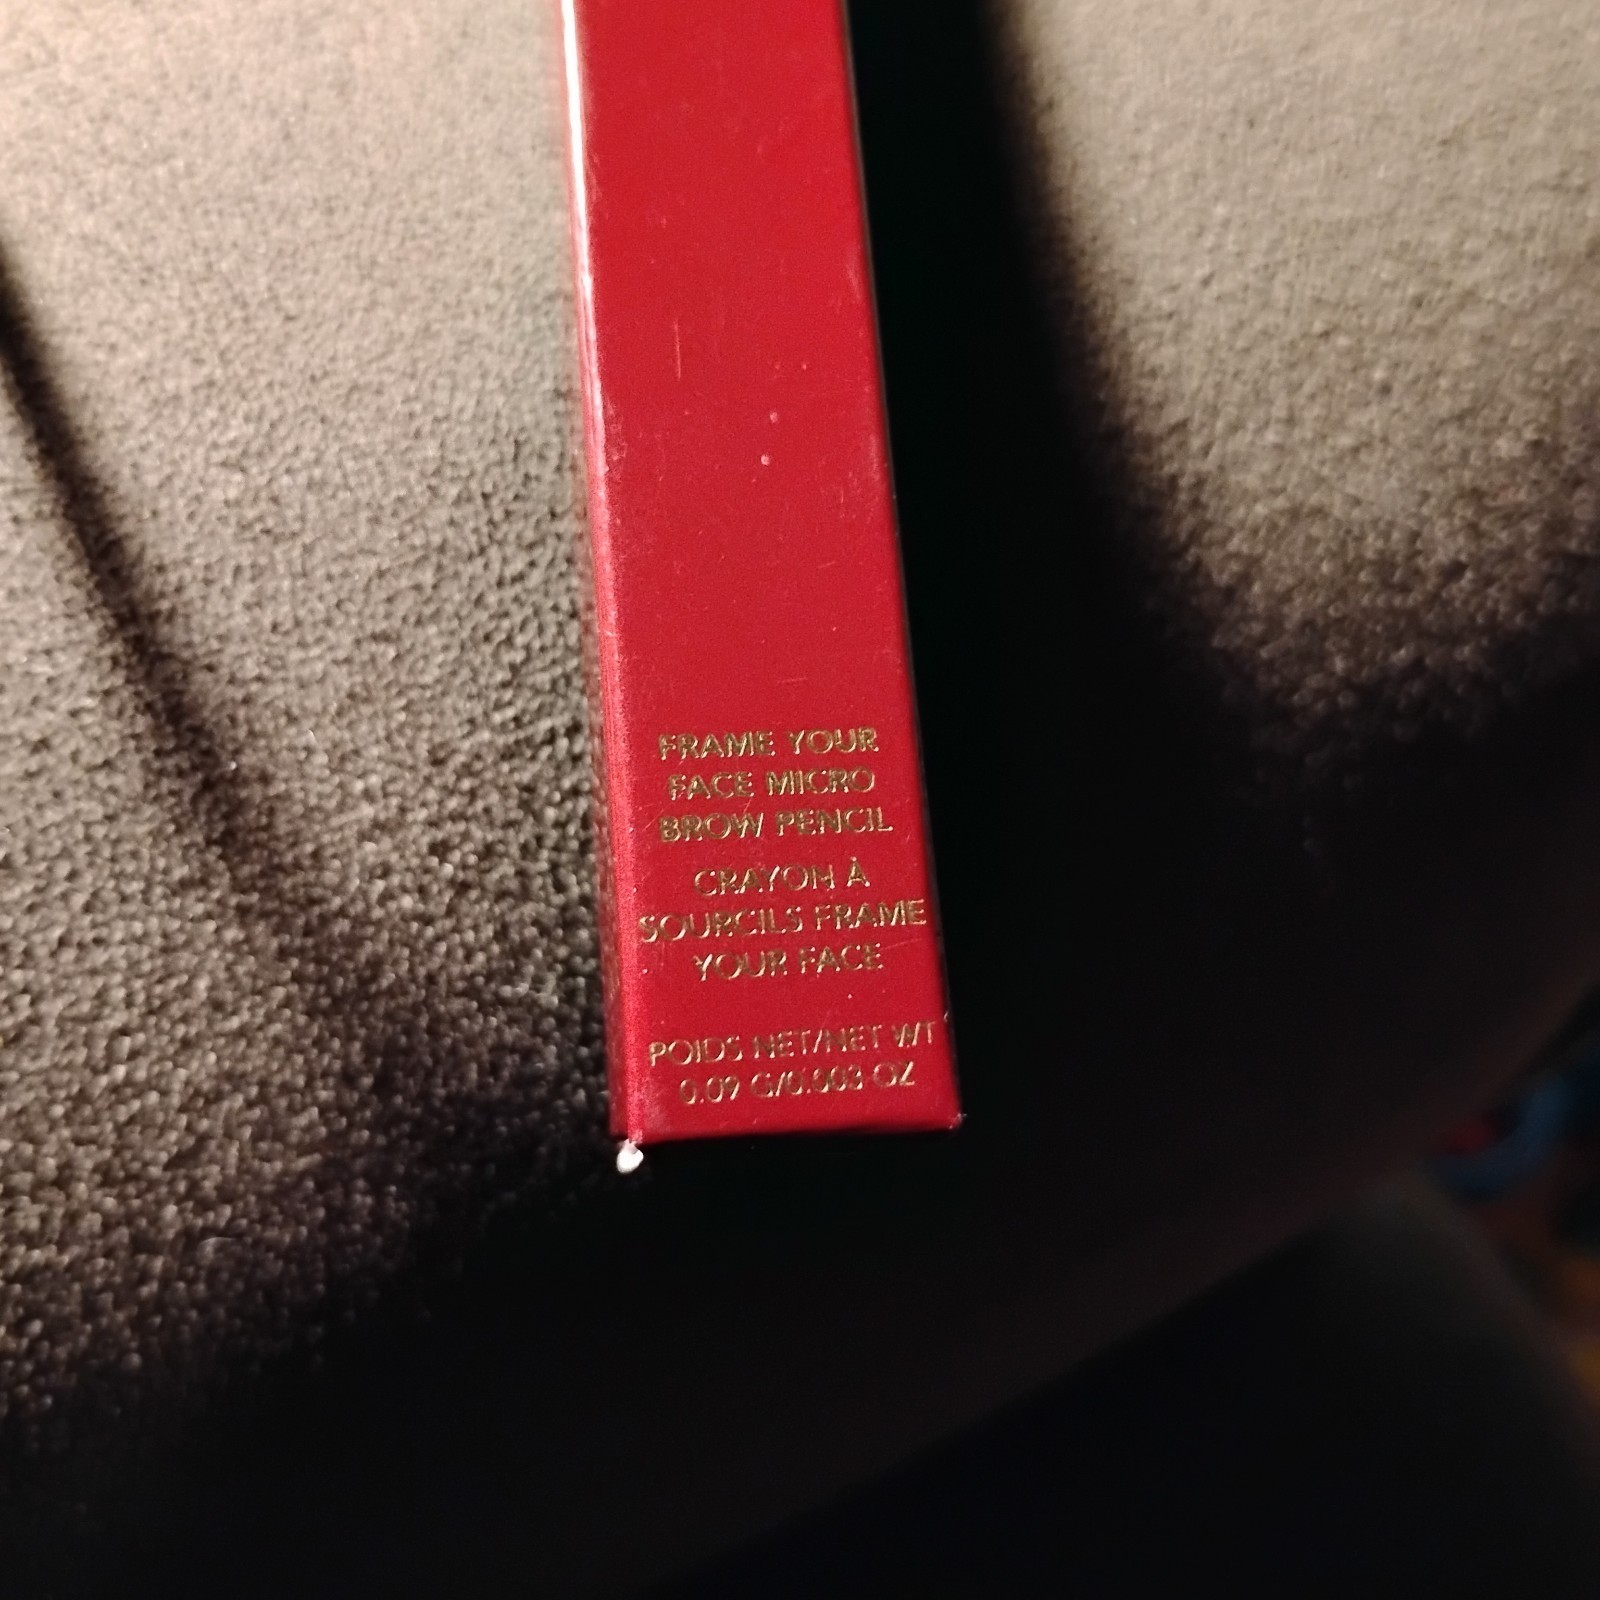 FRAME YOUR
FACE MICRO
BROW PENCIL
CRAYON À
SOURCILS FRAME
YOUR FACE
POIDS NET/NET WT
0.09 G/0.003 OZ